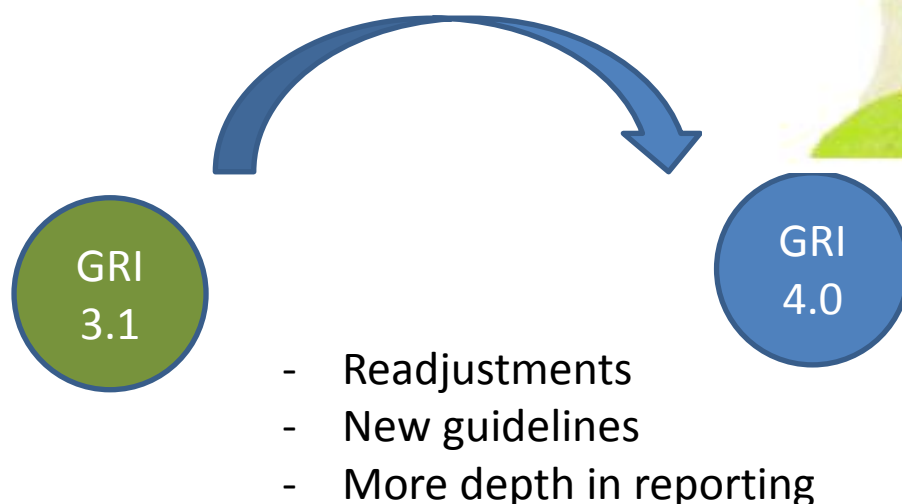 GRI
3.1
GRI
4.0
- Readjustments
- New guidelines
- More depth in reporting